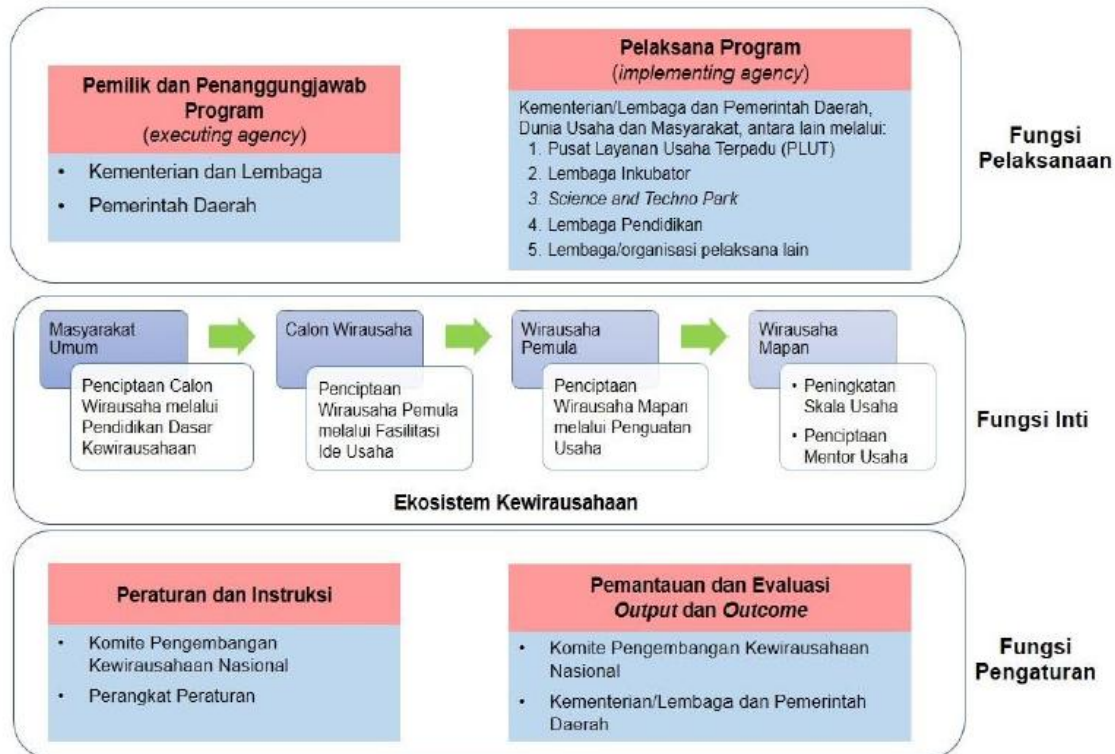 Pemilik dan Penanggungjawab
Program
(executing agency)
• Kementerian dan Lembaga
• Pemerintah Daerah
Pelaksana Program
(implementing agency)
Kementerian/Lembaga dan Pemerintah Daerah,
Dunia Usaha dan Masyarakat, antara lain melalui:
1. Pusat Layanan Usaha Terpadu (PLUT)
2. Lembaga Inkubator
3. Science and Techno Park
4. Lembaga Pendidikan
5. Lembaga/organisasi pelaksana lain
Fungsi
Pelaksanaan
Masyarakat
Umum
Penciptaan Calon
Wirausaha melalui
Pendidikan Dasar
Kewirausahaan
Calon Wirausaha
Penciptaan
Wirausaha Pemula
melalui Fasilitasi
Ide Usaha
Wirausaha
Pemula
Penciptaan
Wirausaha Mapan
melalui Penguatan
Usaha
Wirausaha
Mapan
• Peningkatan
Skala Usaha
• Penciptaan
Mentor Usaha
Fungsi Inti
Ekosistem Kewirausahaan
Peraturan dan Instruksi
• Komite Pengembangan
Kewirausahaan Nasional
• Perangkat Peraturan
Pemantauan dan Evaluasi
Output dan Outcome
• Komite Pengembangan Kewirausahaan
Nasional
• Kementerian/Lembaga dan Pemerintah
Daerah
Fungsi
Pengaturan